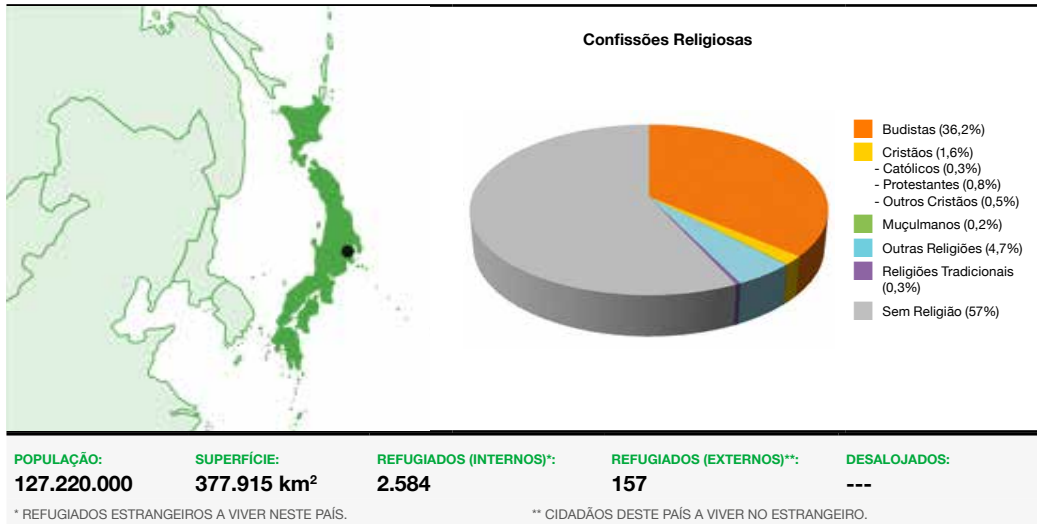 Confissões Religiosas
Budistas (36,2%)
Cristãos (1,6%)
- Católicos (0,3%)
- Protestantes (0,8%)
- Outros Cristãos (0,5%)
Muçulmanos (0,2%)
Outras Religiões (4,7%)
Religiões Tradicionais
(0,3%)
Sem Religião (57%)
POPULAÇÃO:
127.220.000
SUPERFÍCIE:
377.915 km²
REFUGIADOS (INTERNOS)*:
2.584
REFUGIADOS (EXTERNOS)**:
157
DESALOJADOS:
---
* REFUGIADOS ESTRANGEIROS A VIVER NESTE PAÍS.
** CIDADÃOS DESTE PAÍS A VIVER NO ESTRANGEIRO.